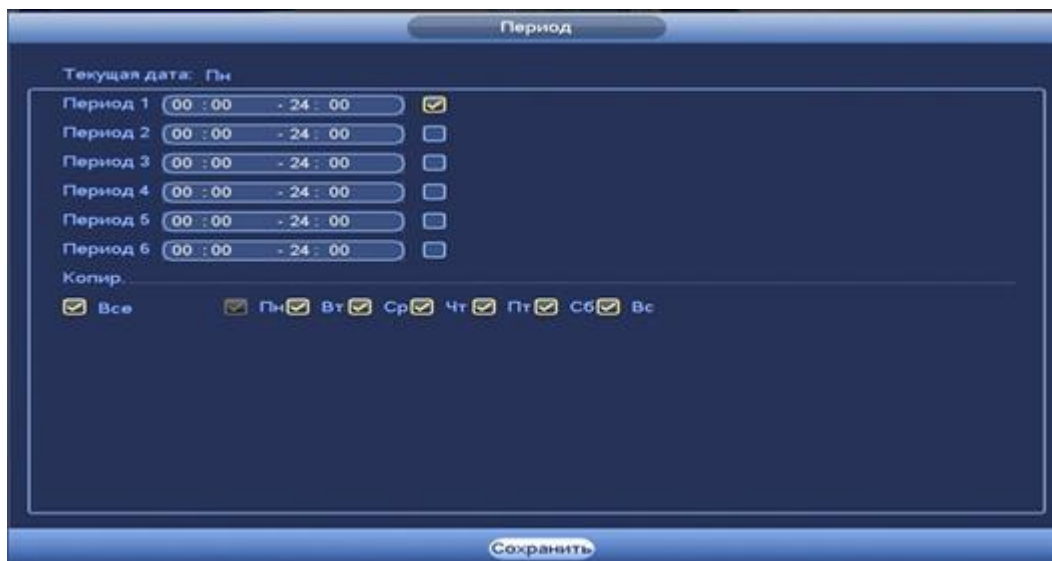 Период
Текущая дата: Пн
Период 1 00 : 00 - 24 : 00
Период 2 00 : 00 - 24 : 00
Период 3 00 : 00 - 24 : 00
Период 4 00 : 00 - 24 : 00
Период 5 00 : 00 - 24 : 00
Период 6 00 : 00 - 24 : 00
Копир.
Все Пн Вт Ср Чт Пт Сб Вс
Сохранить